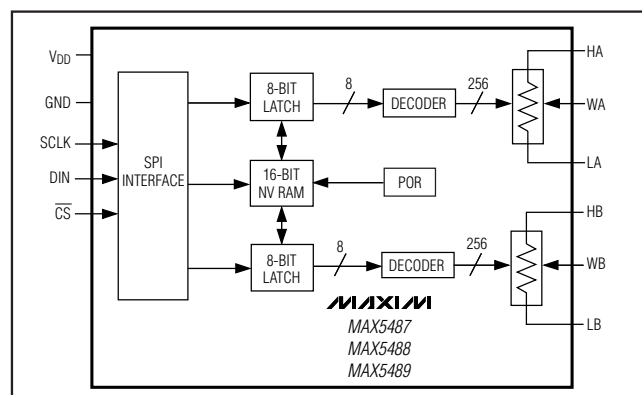 VDD
GND
SCLK
DIN
CS
SPI
INTERFACE
8-BIT
LATCH
8
DECODER
256
HA
WA
LA
16-BIT
NV RAM
POR
8-BIT
LATCH
8
DECODER
256
HB
WB
LB
MAXIM
MAX5487
MAX5488
MAX5489